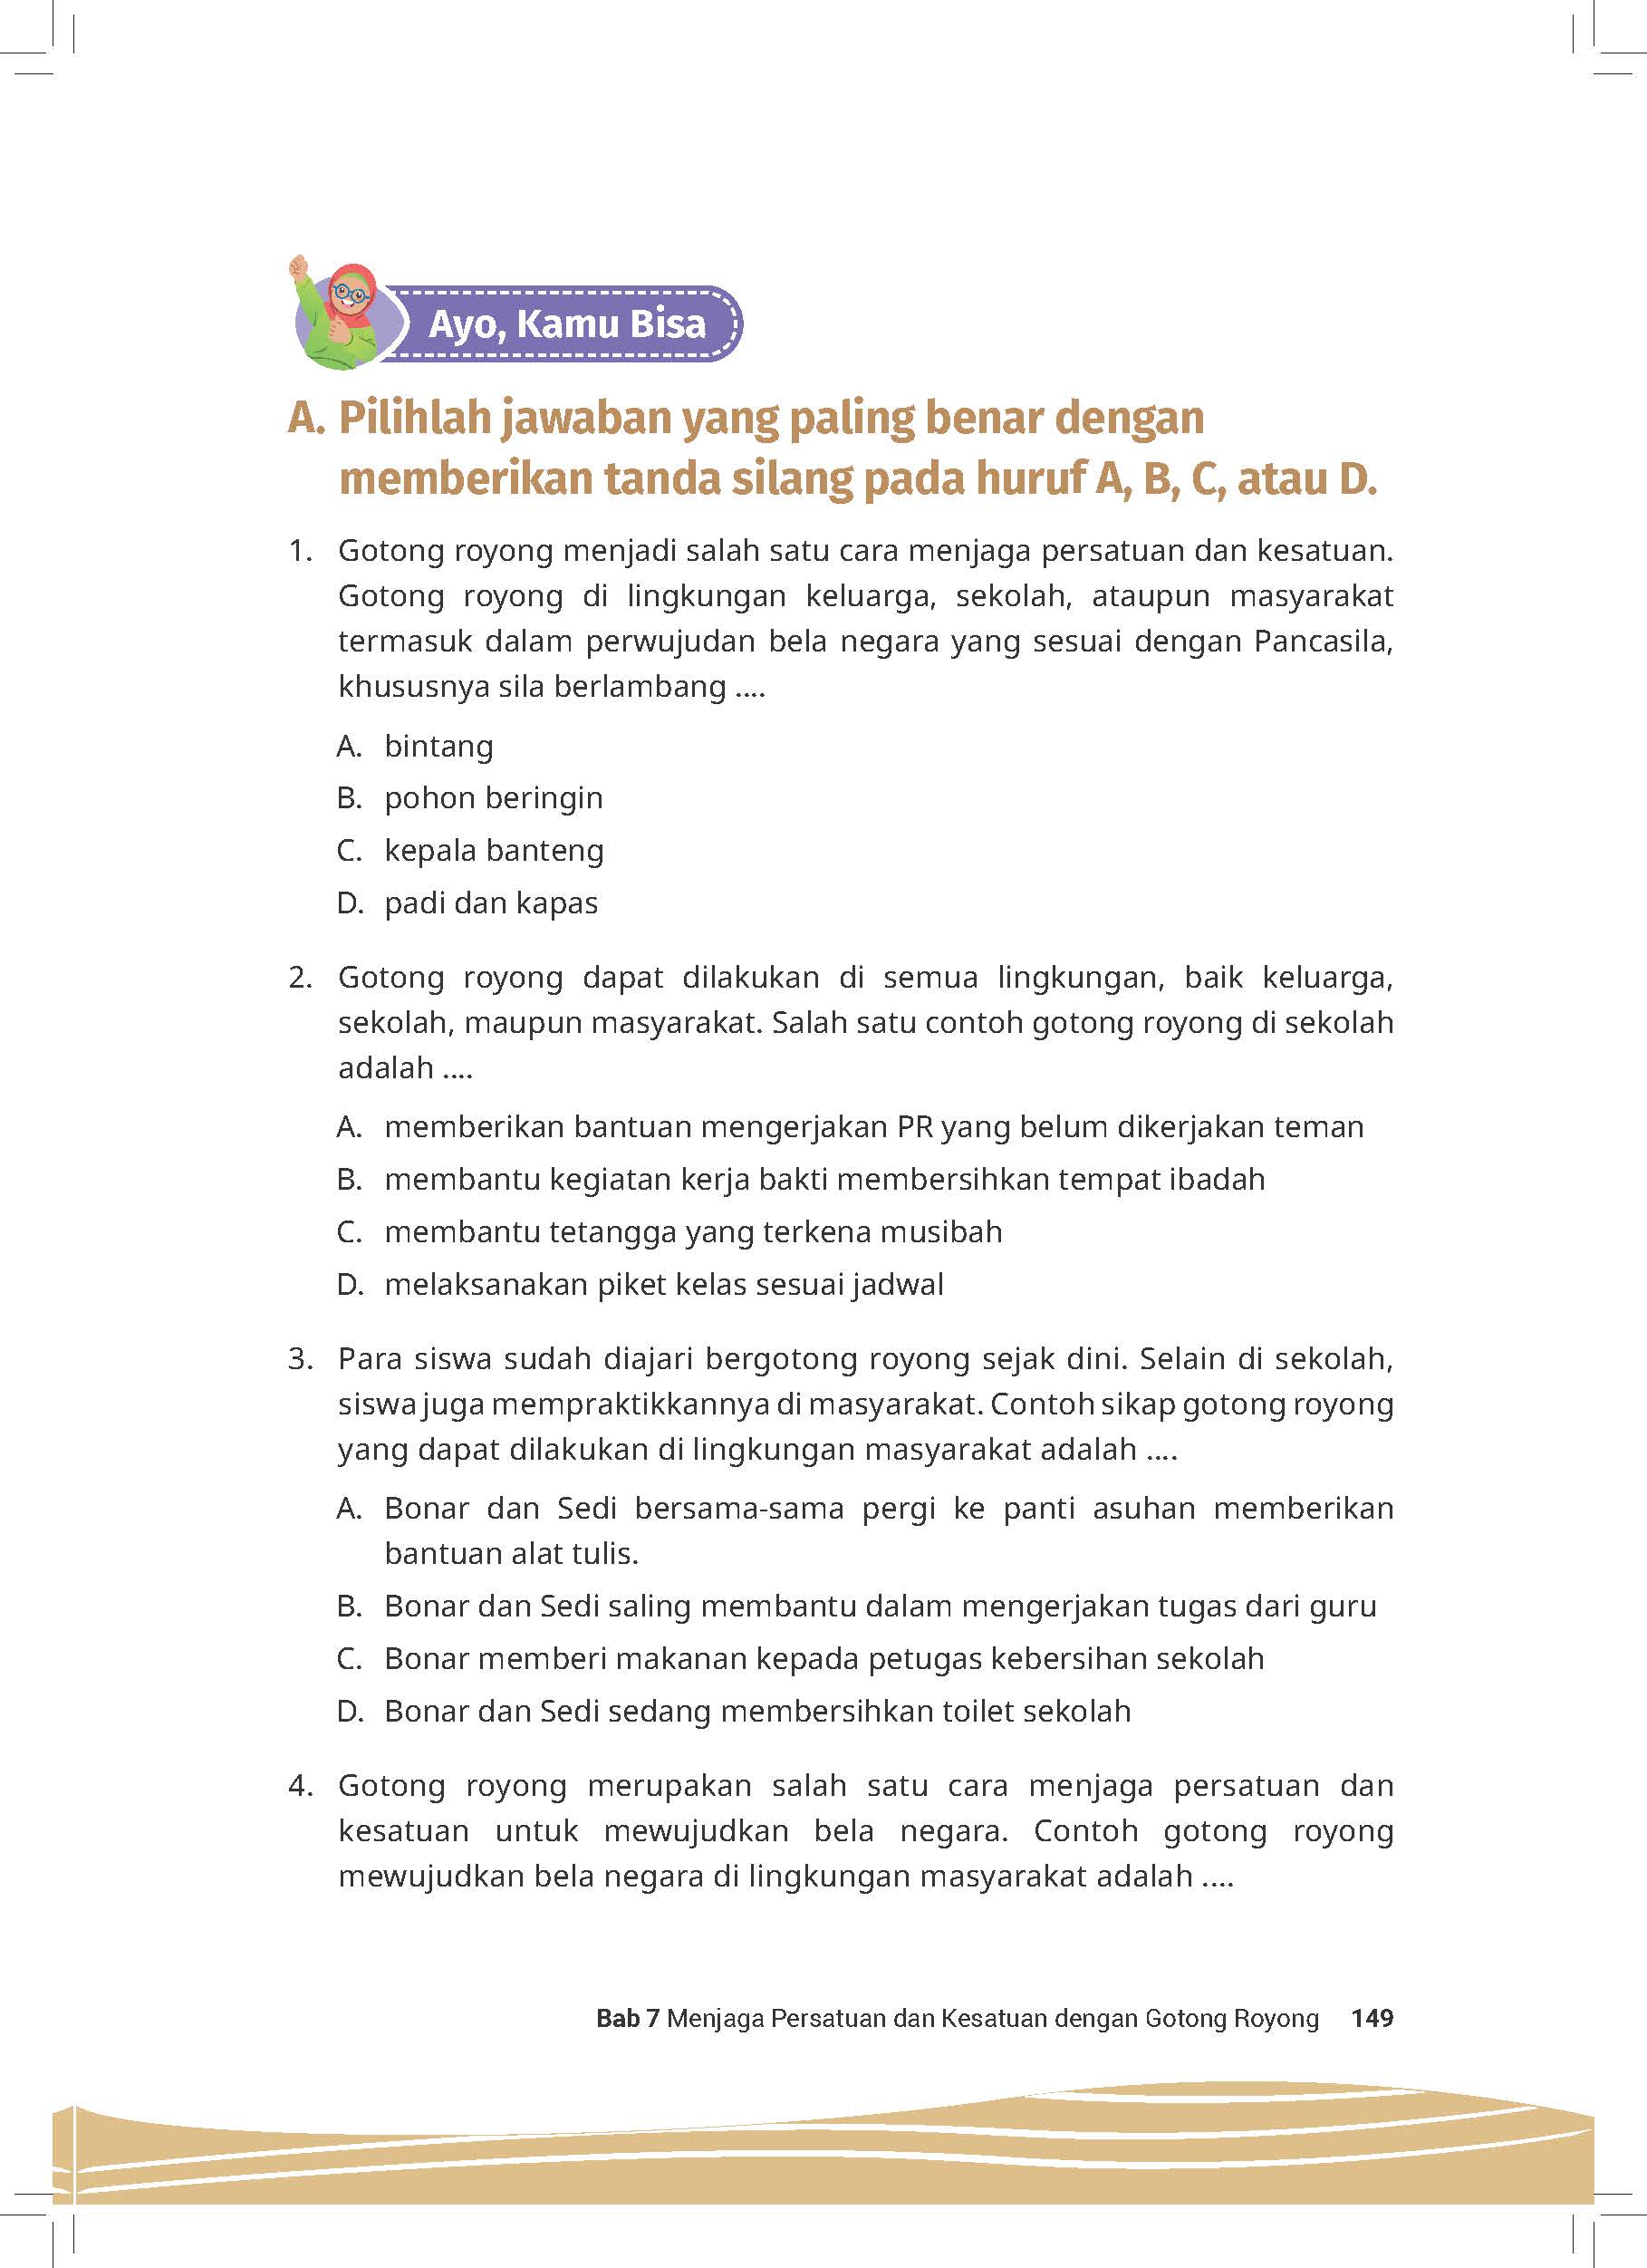 Ayo, Kamu Bisa
A. Pilihlah jawaban yang paling benar dengan
memberikan tanda silang pada huruf A, B, C, atau D.
1. Gotong royong menjadi salah satu cara menjaga persatuan dan kesatuan.
Gotong royong di lingkungan keluarga, sekolah, ataupun masyarakat
termasuk dalam perwujudan bela negara yang sesuai dengan Pancasila,
khususnya sila berlambang ....
A. bintang
B. pohon beringin
C. kepala banteng
D. padi dan kapas
2. Gotong royong dapat dilakukan di semua lingkungan, baik keluarga,
sekolah, maupun masyarakat. Salah satu contoh gotong royong di sekolah
adalah ....
A. memberikan bantuan mengerjakan PR yang belum dikerjakan teman
B. membantu kegiatan kerja bakti membersihkan tempat ibadah
C. membantu tetangga yang terkena musibah
D. melaksanakan piket kelas sesuai jadwal
3. Para siswa sudah diajari bergotong royong sejak dini. Selain di sekolah,
siswa juga mempraktikkannya di masyarakat. Contoh sikap gotong royong
yang dapat dilakukan di lingkungan masyarakat adalah ....
A. Bonar dan Sedi bersama-sama pergi ke panti asuhan memberikan
bantuan alat tulis.
B. Bonar dan Sedi saling membantu dalam mengerjakan tugas dari guru
C. Bonar memberi makanan kepada petugas kebersihan sekolah
D. Bonar dan Sedi sedang membersihkan toilet sekolah
4. Gotong royong merupakan salah satu cara menjaga persatuan dan
kesatuan untuk mewujudkan bela negara. Contoh gotong royong
mewujudkan bela negara di lingkungan masyarakat adalah ....
Bab 7 Menjaga Persatuan dan Kesatuan dengan Gotong Royong 149